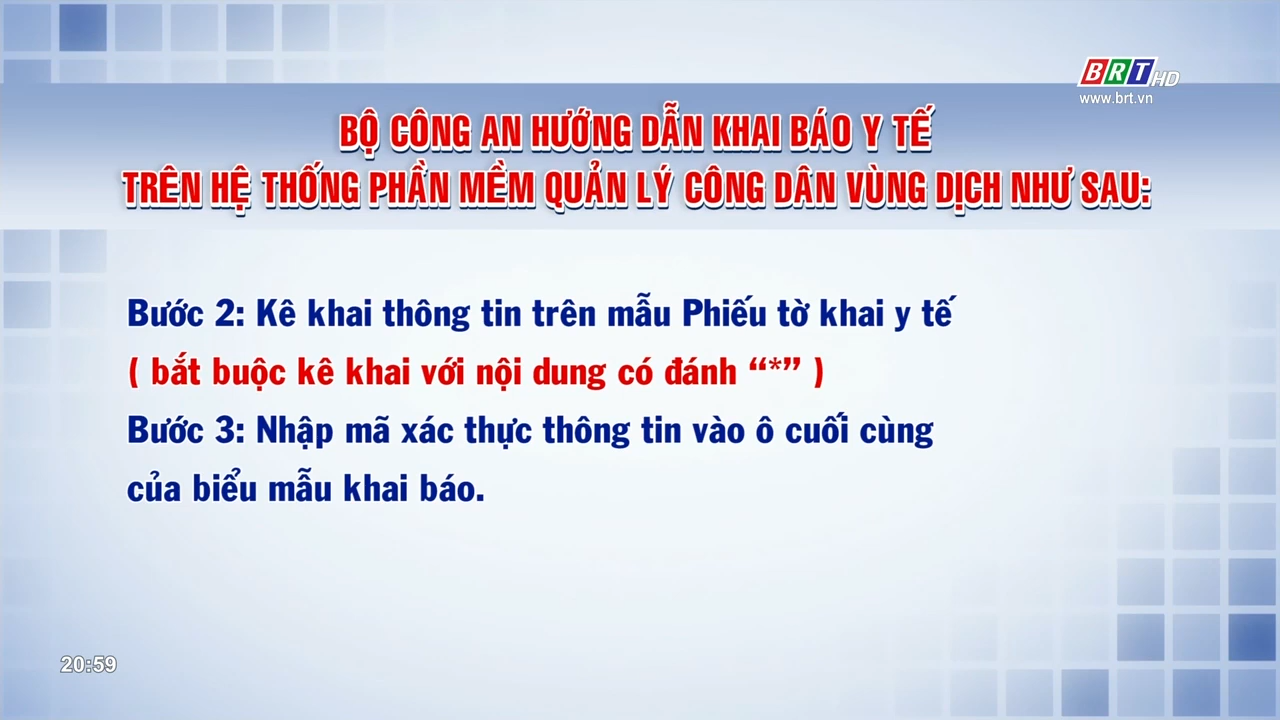 BRT HD
www.brt.vn
BỘ CÔNG AN HƯỚNG DẪN KHAI BÁO Y TẾ
TRÊN HỆ THỐNG PHẦN MỀM QUẢN LÝ CÔNG DÂN VÙNG DỊCH NHƯ SAU:
Bước 2: Kê khai thông tin trên mẫu Phiếu tờ khai y tế
( bắt buộc kê khai với nội dung có đánh “*” )
Bước 3: Nhập mã xác thực thông tin vào ô cuối cùng
của biểu mẫu khai báo.
20:59